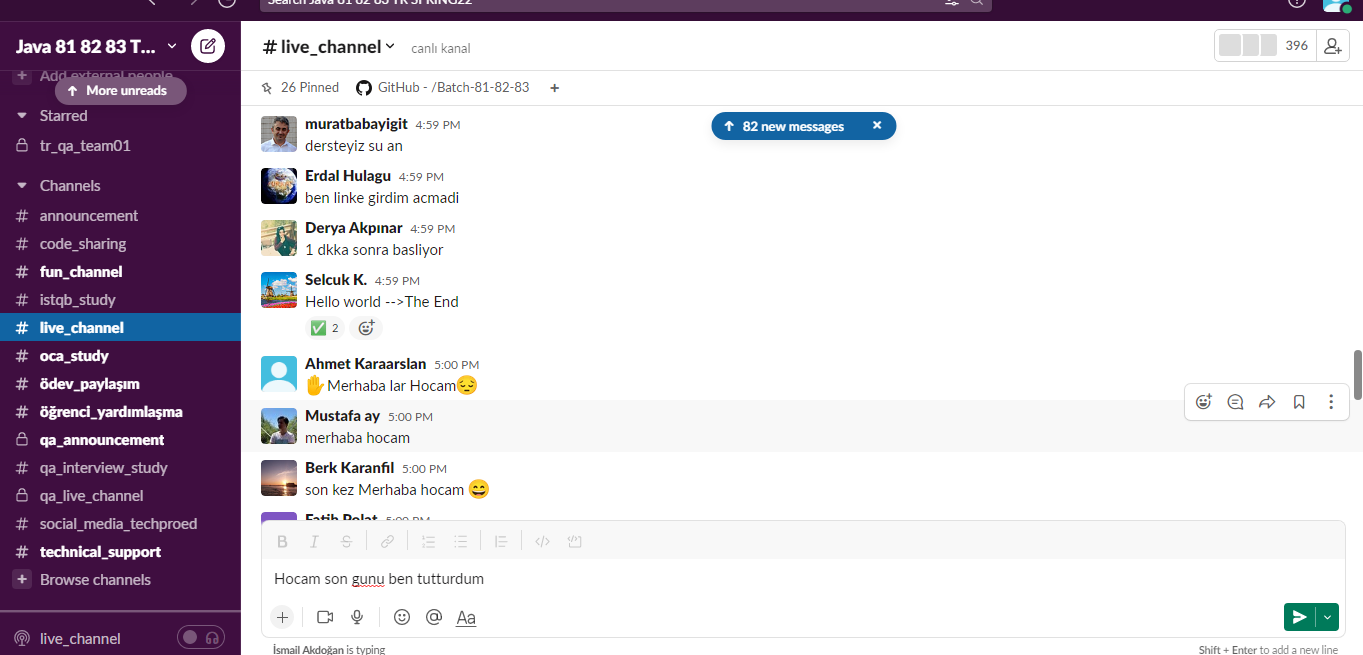 Search Java 81 82 83 TR SPRING22
Java 81 82 83 T...
Add external people
More unreads
Starred
tr_qa_team01
Channels
# announcement
# code_sharing
# fun_channel
# istqb_study
# live_channel
# oca_study
# ödev_paylaşım
# öğrenci_yardımlaşma
qa_announcement
# qa_interview_study
qa_live_channel
# social_media_techproed
# technical_support
+ Browse channels
live_channel
# live_channel canlı kanal
396
26 Pinned GitHub - /Batch-81-82-83 +
82 new messages ×
muratbabayigit 4:59 PM
dersteyiz su an
Erdal Hulagu 4:59 PM
ben linke girdim acmadi
Derya Akpınar 4:59 PM
1 dkka sonra basliyor
Selcuk K. 4:59 PM
Hello world -->The End
✅ 2
Ahmet Karaarslan 5:00 PM
✋Merhaba lar Hocam😔
Mustafa ay 5:00 PM
merhaba hocam
Berk Karanfil 5:00 PM
son kez Merhaba hocam 😄
Fatih Polat 5:00 PM
B I S
Hocam son gunu ben tutturdum
+ @ Aa
İsmail Akdoğan is typing
Shift + Enter to add a new line